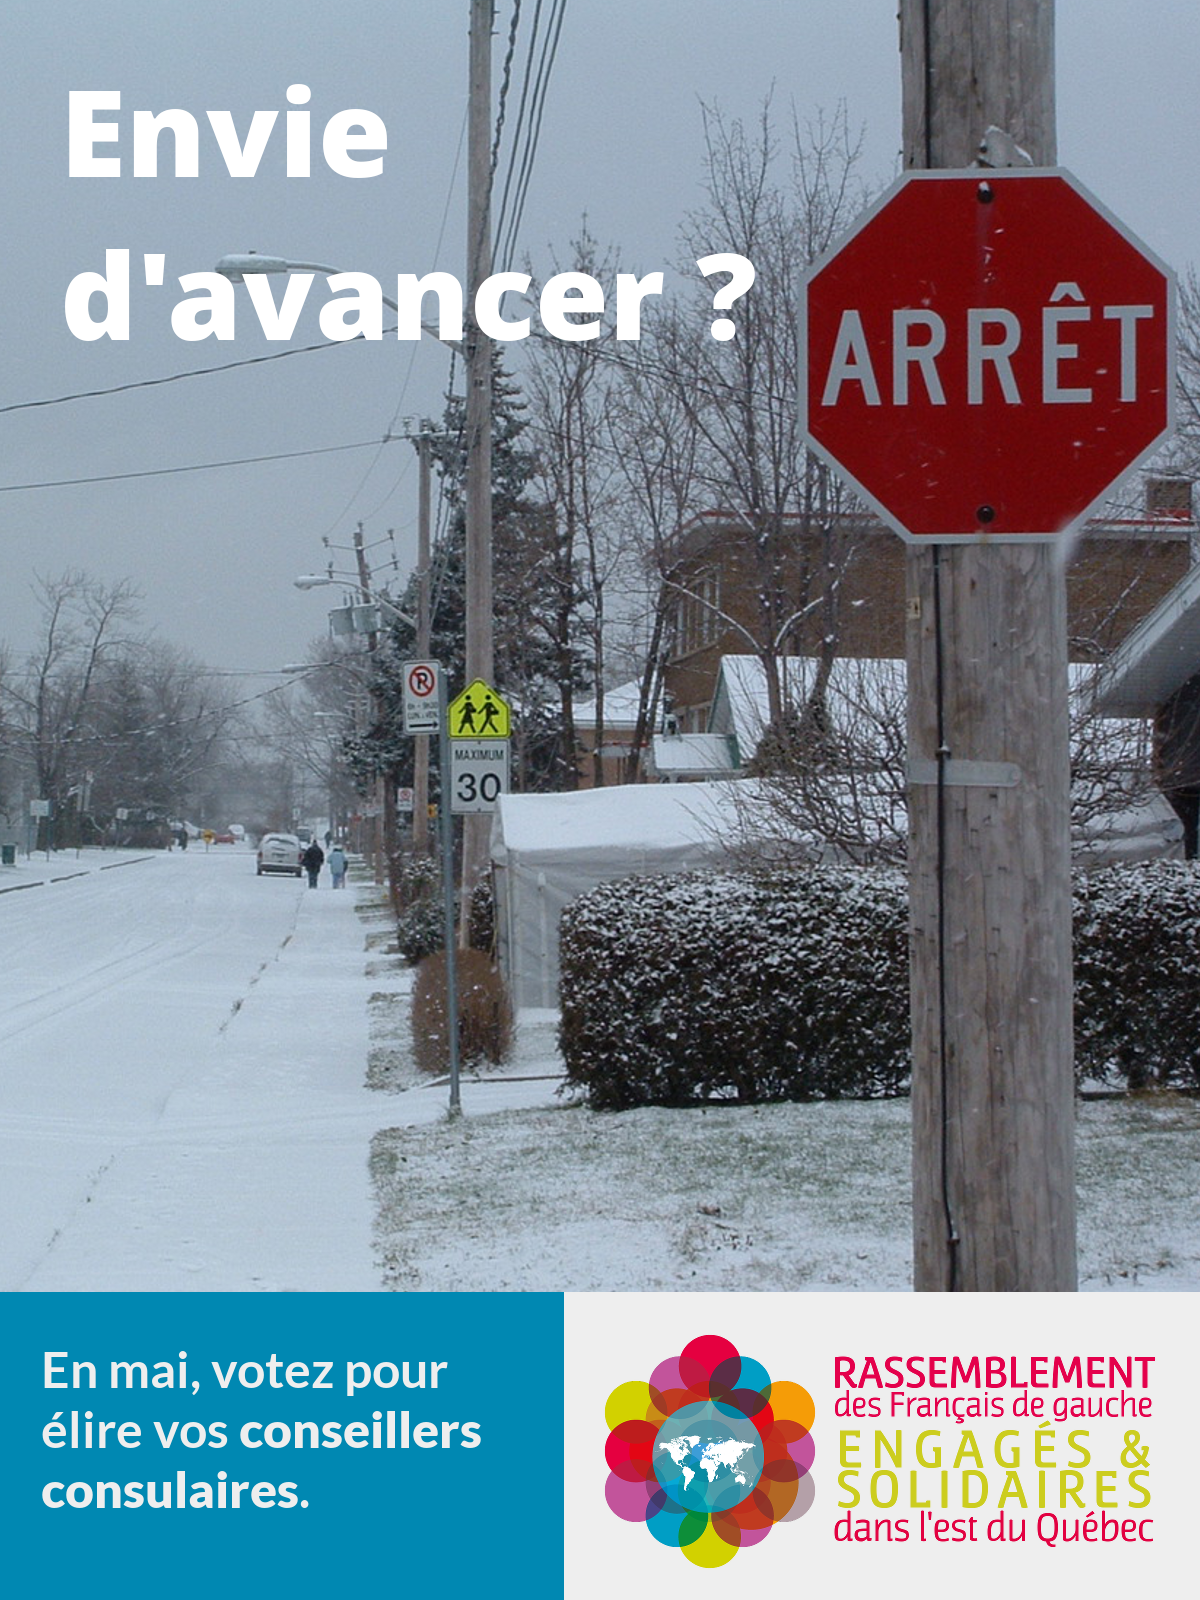 Envie
d'avancer ?
ARRÊT
MAXIMUM
30
En mai, votez pour
élire vos conseillers
consulaires.
RASSEMBLEMENT
des Français de gauche
ENGAGÉS &
SOLIDAIRES
dans l'est du Québec